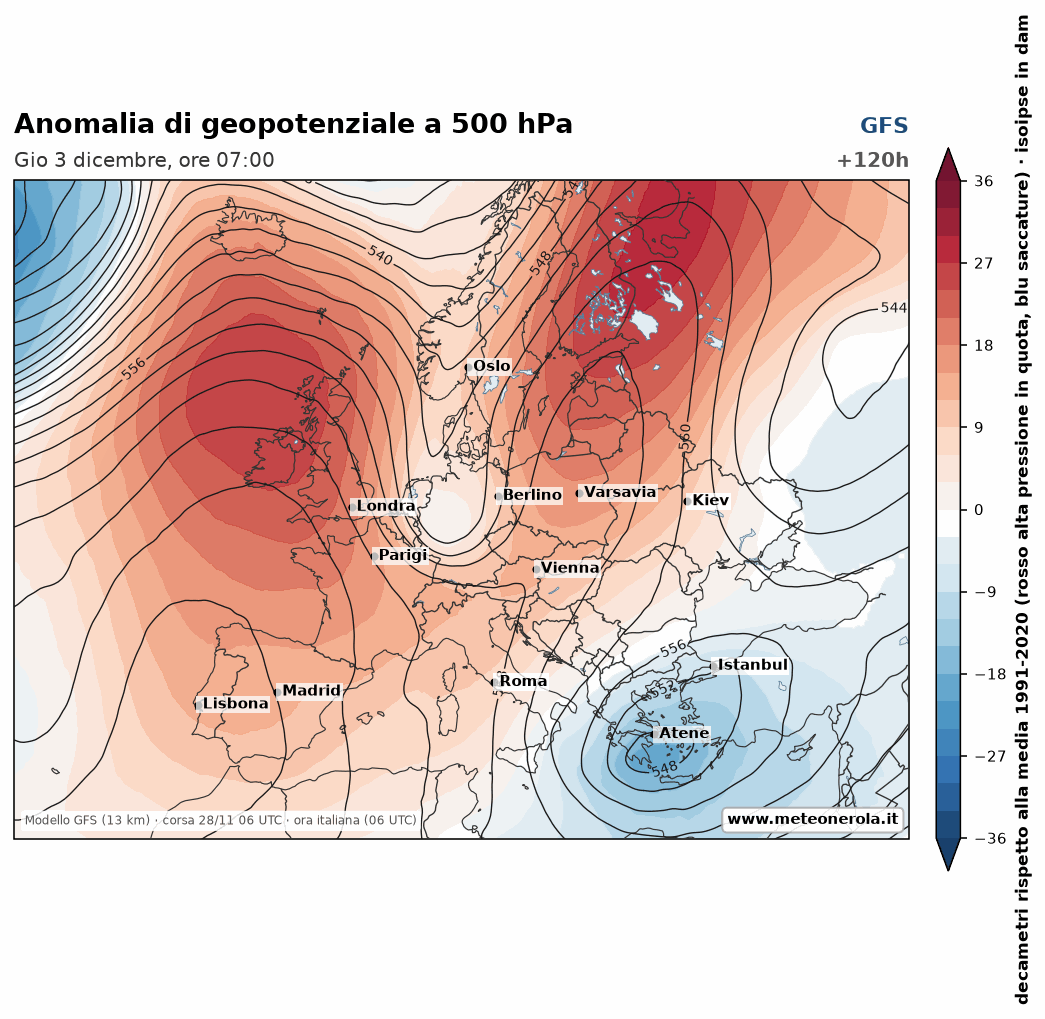 Anomalia di geopotenziale a 500 hPa
GFS
Gio 3 dicembre, ore 07:00
+120h
540
548
544
556
Oslo
560
Londra
Berlino
Varsavia
Kiev
Parigi
Vienna
556
Istanbul
Roma
Madrid
552
Lisbona
Atene
548
Modello GFS (13 km) · corsa 28/11 06 UTC · ora italiana (06 UTC)
www.meteonerola.it
36
27
18
9
0
−9
−18
−27
−36
decametri rispetto alla media 1991-2020 (rosso alta pressione in quota, blu saccature) · isoipse in dam